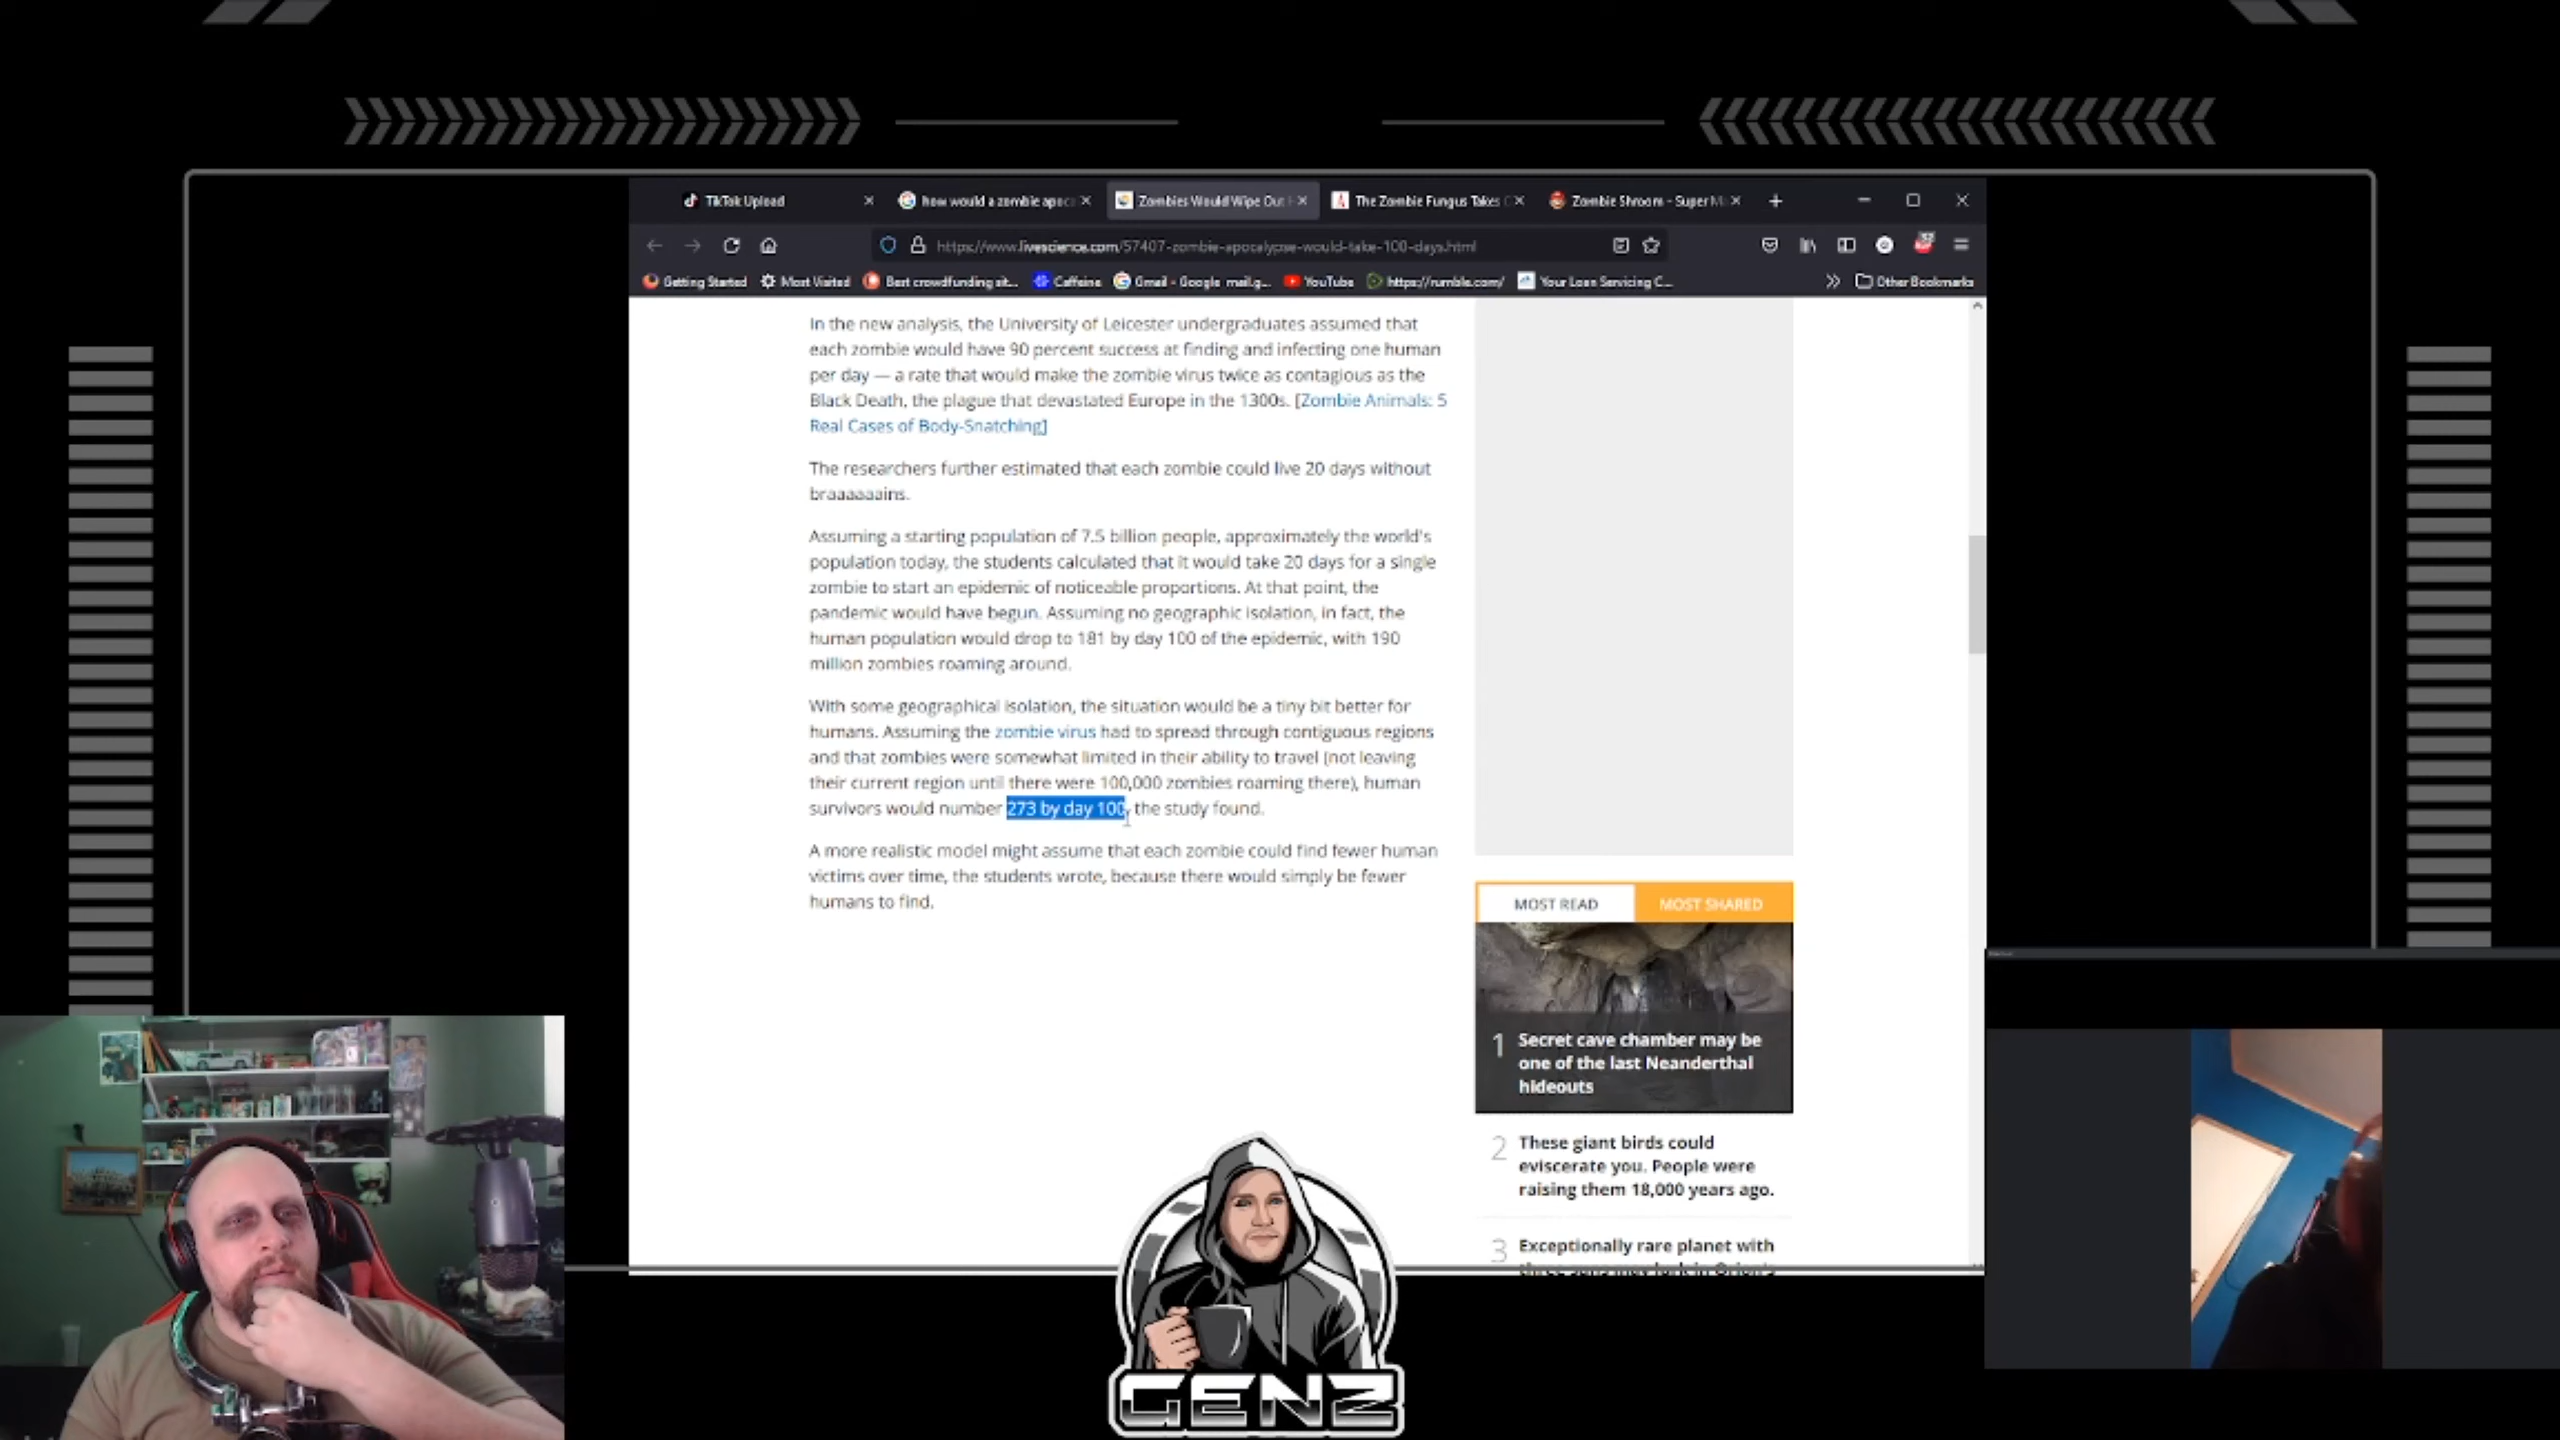 TikTok Upload
how would a zombie apoc
Zombies Would Wipe Out
The Zombie Fungus Takes
Zombie Shroom - Super M
https://www.livescience.com/57407-zombie-apocalypse-would-take-100-days.html
Getting Started
Most Visited
Best crowdfunding sit...
Caffeine
Gmail - Google mail.g...
YouTube
https://rumble.com/
Your Loan Servicing C...
Other Bookmarks
In the new analysis, the University of Leicester undergraduates assumed that
each zombie would have 90 percent success at finding and infecting one human
per day — a rate that would make the zombie virus twice as contagious as the
Black Death, the plague that devastated Europe in the 1300s. [Zombie Animals: 5
Real Cases of Body-Snatching]
The researchers further estimated that each zombie could live 20 days without
braaaaaains.
Assuming a starting population of 7.5 billion people, approximately the world's
population today, the students calculated that it would take 20 days for a single
zombie to start an epidemic of noticeable proportions. At that point, the
pandemic would have begun. Assuming no geographic isolation, in fact, the
human population would drop to 181 by day 100 of the epidemic, with 190
million zombies roaming around.
With some geographical isolation, the situation would be a tiny bit better for
humans. Assuming the zombie virus had to spread through contiguous regions
and that zombies were somewhat limited in their ability to travel (not leaving
their current region until there were 100,000 zombies roaming there), human
survivors would number 273 by day 100, the study found.
A more realistic model might assume that each zombie could find fewer human
victims over time, the students wrote, because there would simply be fewer
humans to find.
MOST READ
MOST SHARED
1 Secret cave chamber may be
one of the last Neanderthal
hideouts
2 These giant birds could
eviscerate you. People were
raising them 18,000 years ago.
3 Exceptionally rare planet with
GENZ